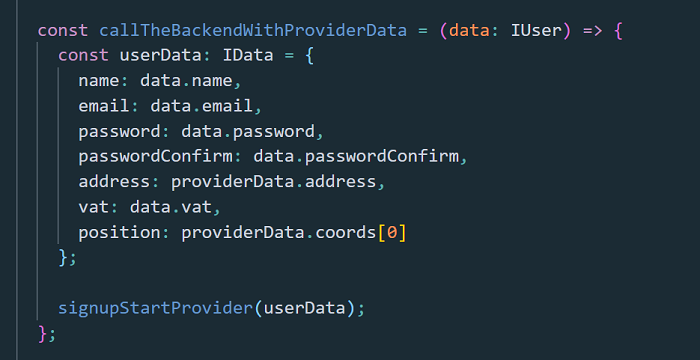 const callTheBackendWithProviderData = (data: IUser) => {
const userData: IData = {
name: data.name,
email: data.email,
password: data.password,
passwordConfirm: data.passwordConfirm,
address: providerData.address,
vat: data.vat,
position: providerData.coords[0]
};
signupStartProvider(userData);
};